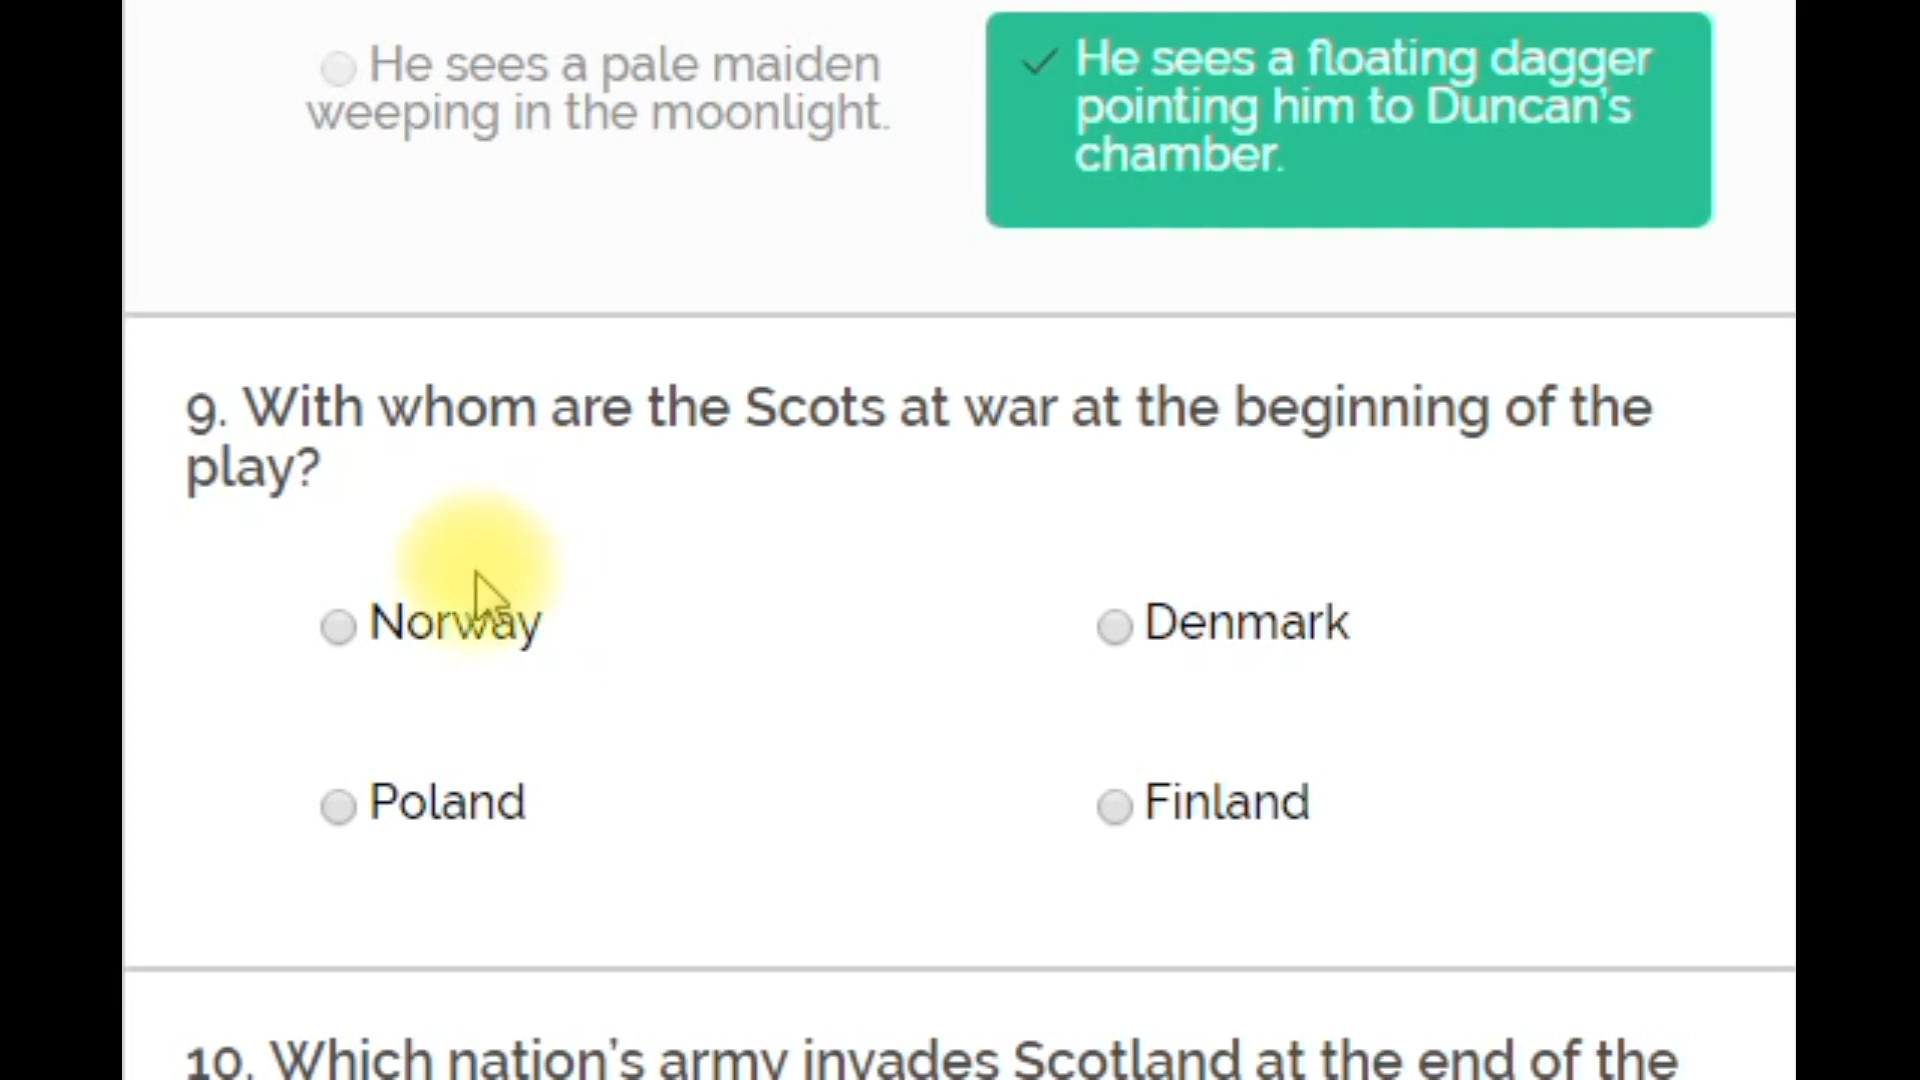 He sees a pale maiden
weeping in the moonlight.
He sees a floating dagger
pointing him to Duncan's
chamber.
9. With whom are the Scots at war at the beginning of the
play?
Norway
Denmark
Poland
Finland
10. Which nation's army invades Scotland at the end of the